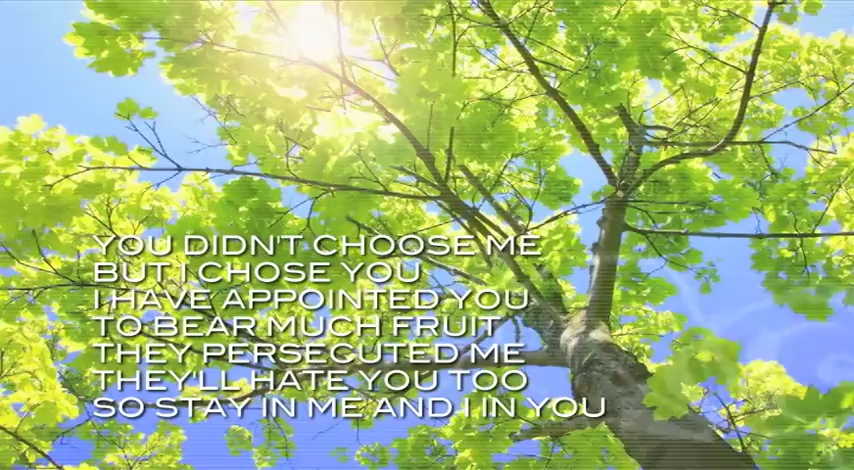 YOU DIDN'T CHOOSE ME
BUT I CHOSE YOU
I HAVE APPOINTED YOU
TO BEAR MUCH FRUIT
THEY PERSECUTED ME
THEY'LL HATE YOU TOO
SO STAY IN ME AND I IN YOU